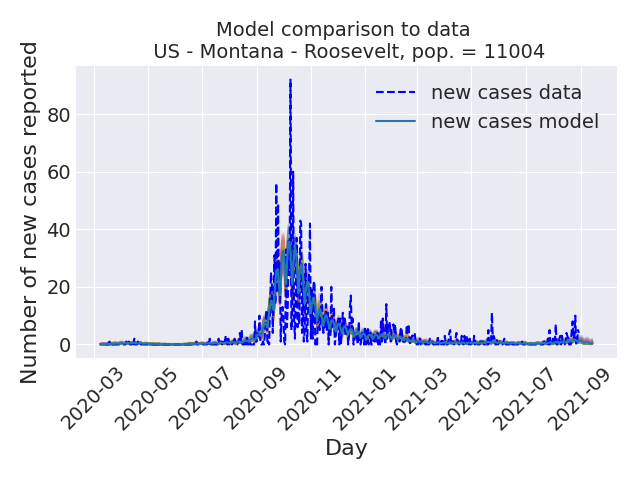 Model comparison to data
US - Montana - Roosevelt, pop. = 11004
Number of new cases reported
80
60
40
20
0
new cases data
new cases model
2020-03
2020-05
2020-07
2020-09
2020-11
2021-01
2021-03
2021-05
2021-07
2021-09
Day